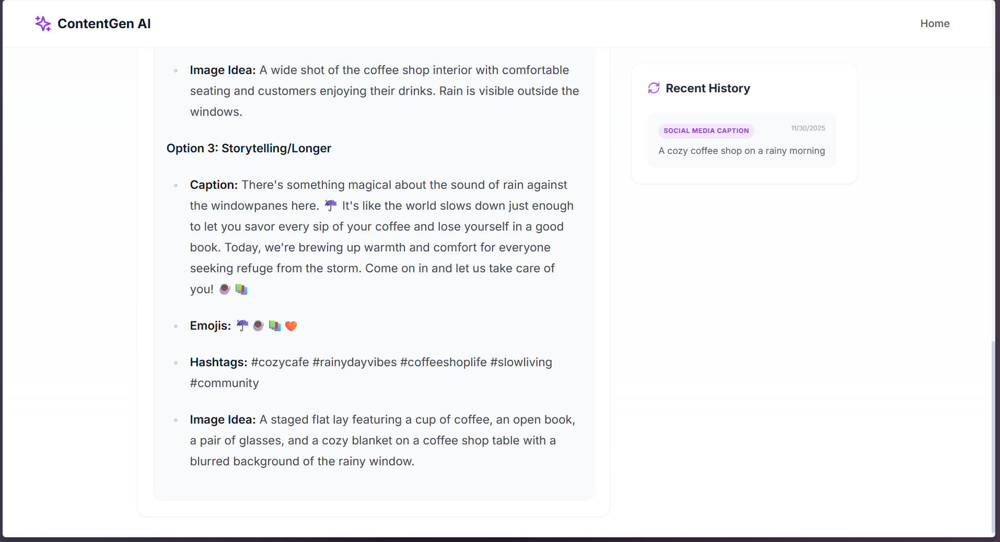 ContentGen AI
Home
Image Idea: A wide shot of the coffee shop interior with comfortable
seating and customers enjoying their drinks. Rain is visible outside the
windows.
Option 3: Storytelling/Longer
Caption: There's something magical about the sound of rain against
the windowpanes here. ☔ It's like the world slows down just enough
to let you savor every sip of your coffee and lose yourself in a good
book. Today, we're brewing up warmth and comfort for everyone
seeking refuge from the storm. Come on in and let us take care of
you! ☕ 📚
Emojis: ☔ ☕ 📚 🧡
Hashtags: #cozycafe #rainydayvibes #coffeeshoplife #slowliving
#community
Image Idea: A staged flat lay featuring a cup of coffee, an open book,
a pair of glasses, and a cozy blanket on a coffee shop table with a
blurred background of the rainy window.
Recent History
SOCIAL MEDIA CAPTION
11/30/2025
A cozy coffee shop on a rainy morning